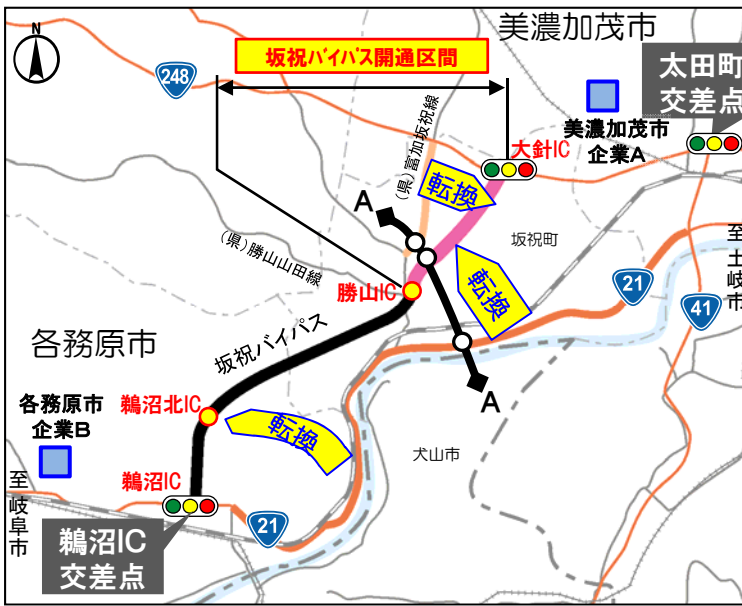 N
美濃加茂市
坂祝バイパス開通区間
太田町
交差点
248
美濃加茂市
企業A
大針IC
(県)富加坂祝線
転換
A
坂祝町
(県)勝山山田線
勝山IC
転換
21
至土岐市
41
各務原市
坂祝バイパス
A
各務原市
企業B
鵜沼北IC
転換
犬山市
鵜沼IC
至岐阜市
21
鵜沼IC
交差点